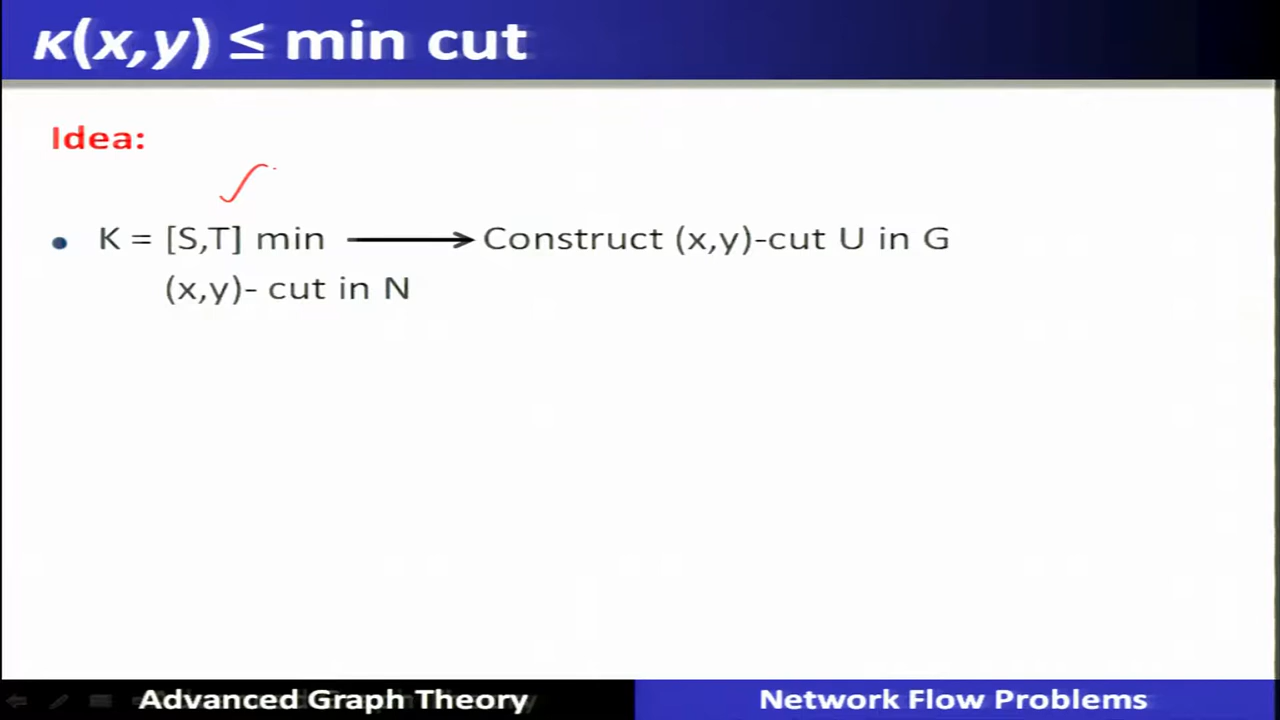 κ(x,y) ≤ min cut
Idea:
• K = [S,T] min ⟶ Construct (x,y)-cut U in G
(x,y)- cut in N
Advanced Graph Theory
Network Flow Problems